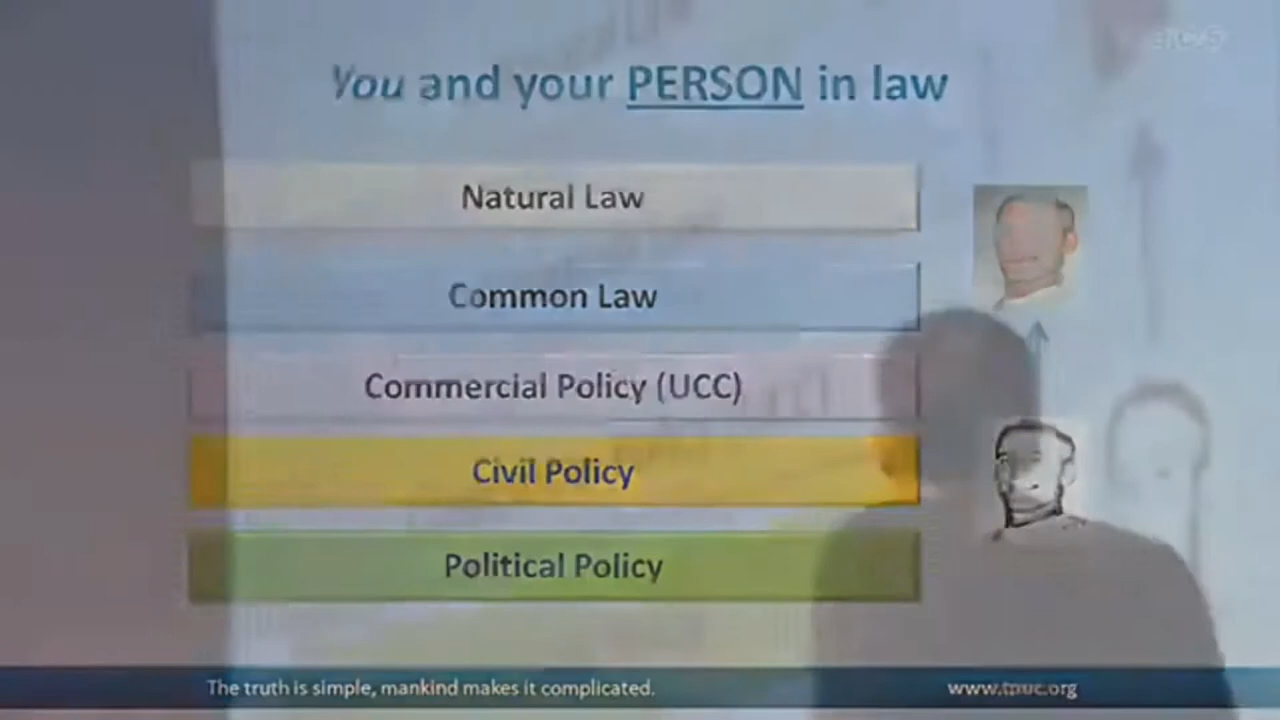 You and your PERSON in law
Natural Law
Common Law
Commercial Policy (UCC)
Civil Policy
Political Policy
The truth is simple, mankind makes it complicated.
www.tpuc.org